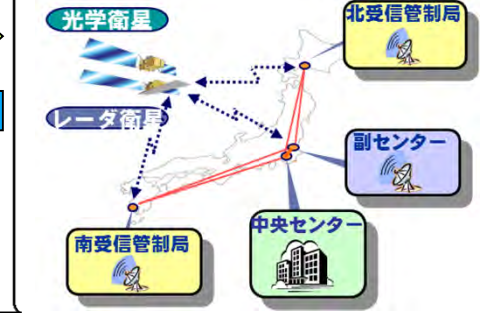 光学衛星
北受信管制局
レーダ衛星
副センター
中央センター
南受信管制局